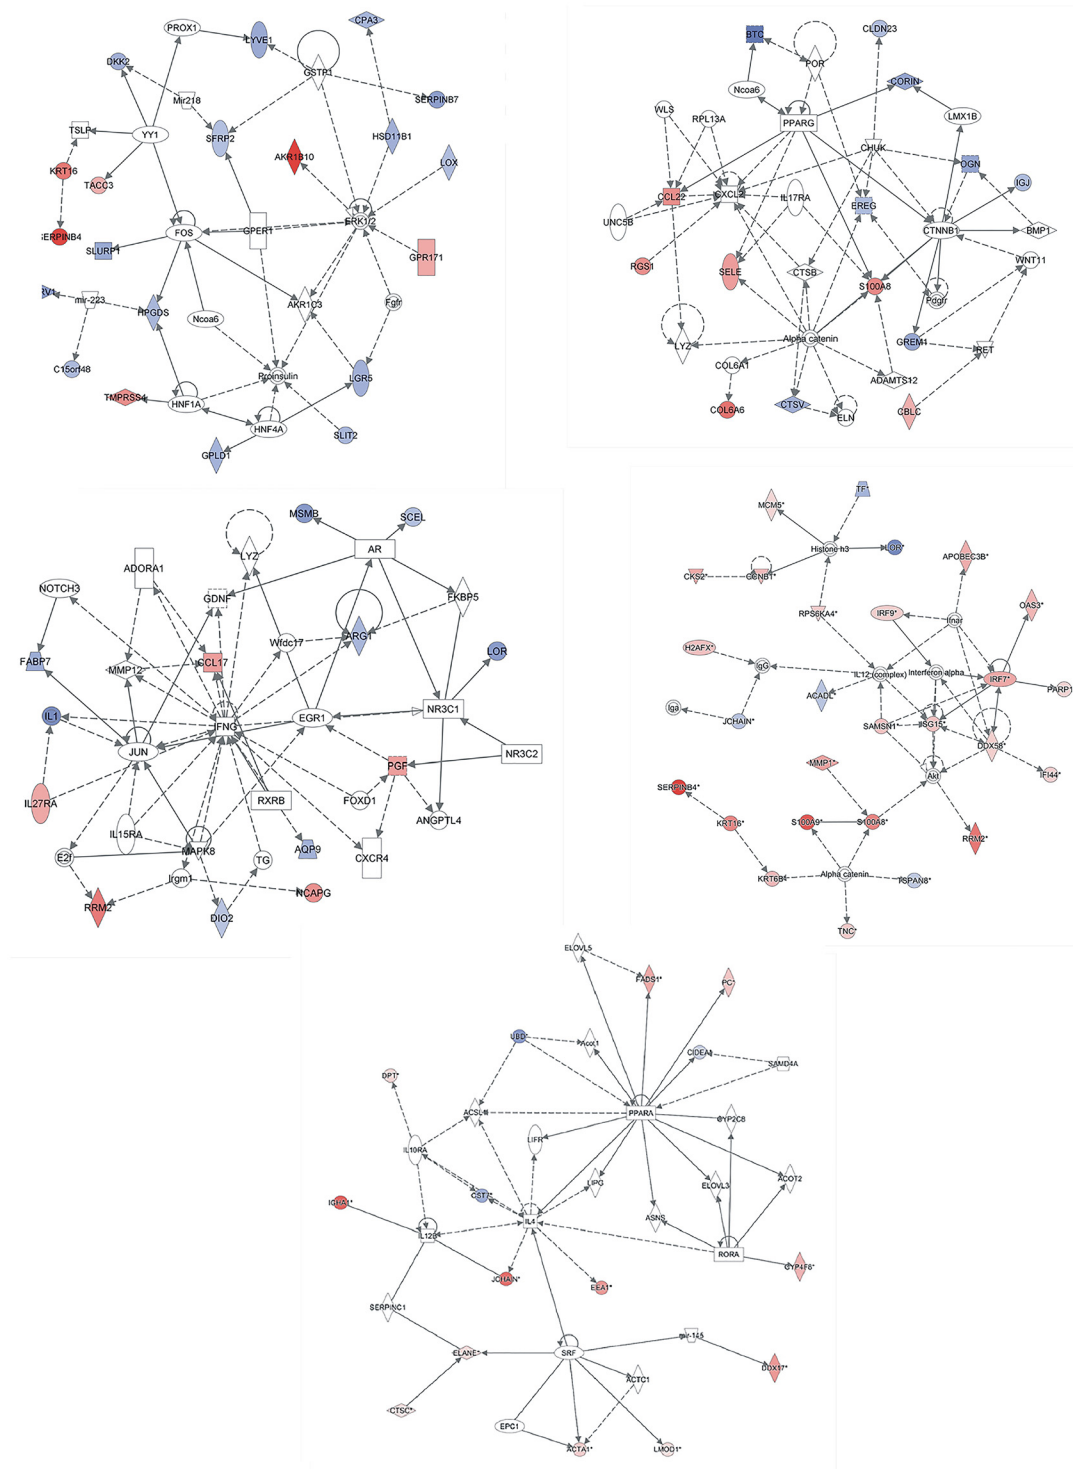 PROX1
LYVE1
CPA3
DKK2
GSTP1
Mir218
SERPINB7
TSLP
YY1
SFRP2
HSD11B1
AKR1B10
LOX
KRT16
TACC3
ERK1/2
GPER1
FOS
SERPINB4
SLURP1
GPR171
RV1
mir-223
HPGDS
AKR1C3
Fgfr
Ncoa6
C15orf48
Proinsulin
LGR5
TMPRSS4
HNF1A
HNF4A
SLIT2
GPLD1
BTC
CLDN23
POR
CORIN
Ncoa6
WLS
RPL13A
PPARG
LMX1B
CHUK
OGN
IGJ
CCL22
CXCL2
IL17RA
EREG
UNC5B
CTNNB1
BMP1
RGS1
SELE
CTSB
WNT11
S100A8
Pdgfr
LYZ
Alpha catenin
GREM1
RET
COL6A1
ADAMTS12
COL6A6
CTSV
ELN
CBLC
MSMB
SCEL
AR
LYZ
ADORA1
NOTCH3
GDNF
FKBP5
Wfdc17
ARG1
FABP7
MMP12
CCL17
LOR
IL1
IFNG
EGR1
NR3C1
JUN
NR3C2
PGF
IL27RA
RXRB
FOXD1
ANGPTL4
IL15RA
MAPK8
AQP9
CXCR4
E2f
TG
Irgm1
RRM2
NCAPG
DIO2
TF*
MCM5*
Histone h3
LOR*
APOBEC3B*
CKS2*
CCNB1*
RPS6KA4*
IRF9*
Ifnar
OAS3*
H2AFX*
IgG
IL12 (complex)
Interferon alpha
IRF7*
PARP1
ACADL
Iga
JCHAIN*
SAMSN1*
ISG15*
DDX58*
MMP1*
Akt
IFI44*
SERPINB4*
KRT16*
S100A9*
S100A8*
RRM2*
KRT6B*
Alpha catenin
TSPAN8*
TNC*
ELOVL5
FADS1*
PC*
UBD*
Acot1
CIDEA*
SAMD4A
DPT*
ACSL1
PPARA
CYP2C8
LIFR
IL10RA
LIPG
ELOVL3
ACOT2
CST7*
IGHA1*
IL12B
IL4
ASNS
RORA
JCHAIN*
EEA1*
CYP4F8*
SERPINC1
mir-145
ELANE*
SRF
DDX17*
ACTC1
CTSC*
EPC1
ACTA1*
LMOD1*